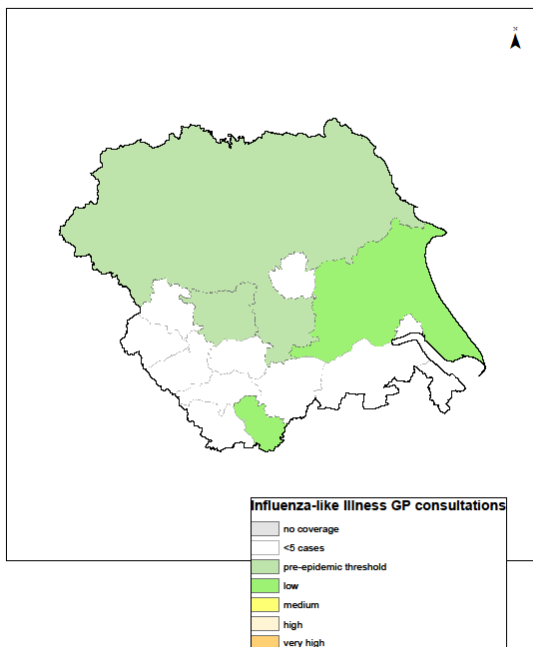 N
Influenza-like Illness GP consultations
no coverage
<5 cases
pre-epidemic threshold
low
medium
high
very high